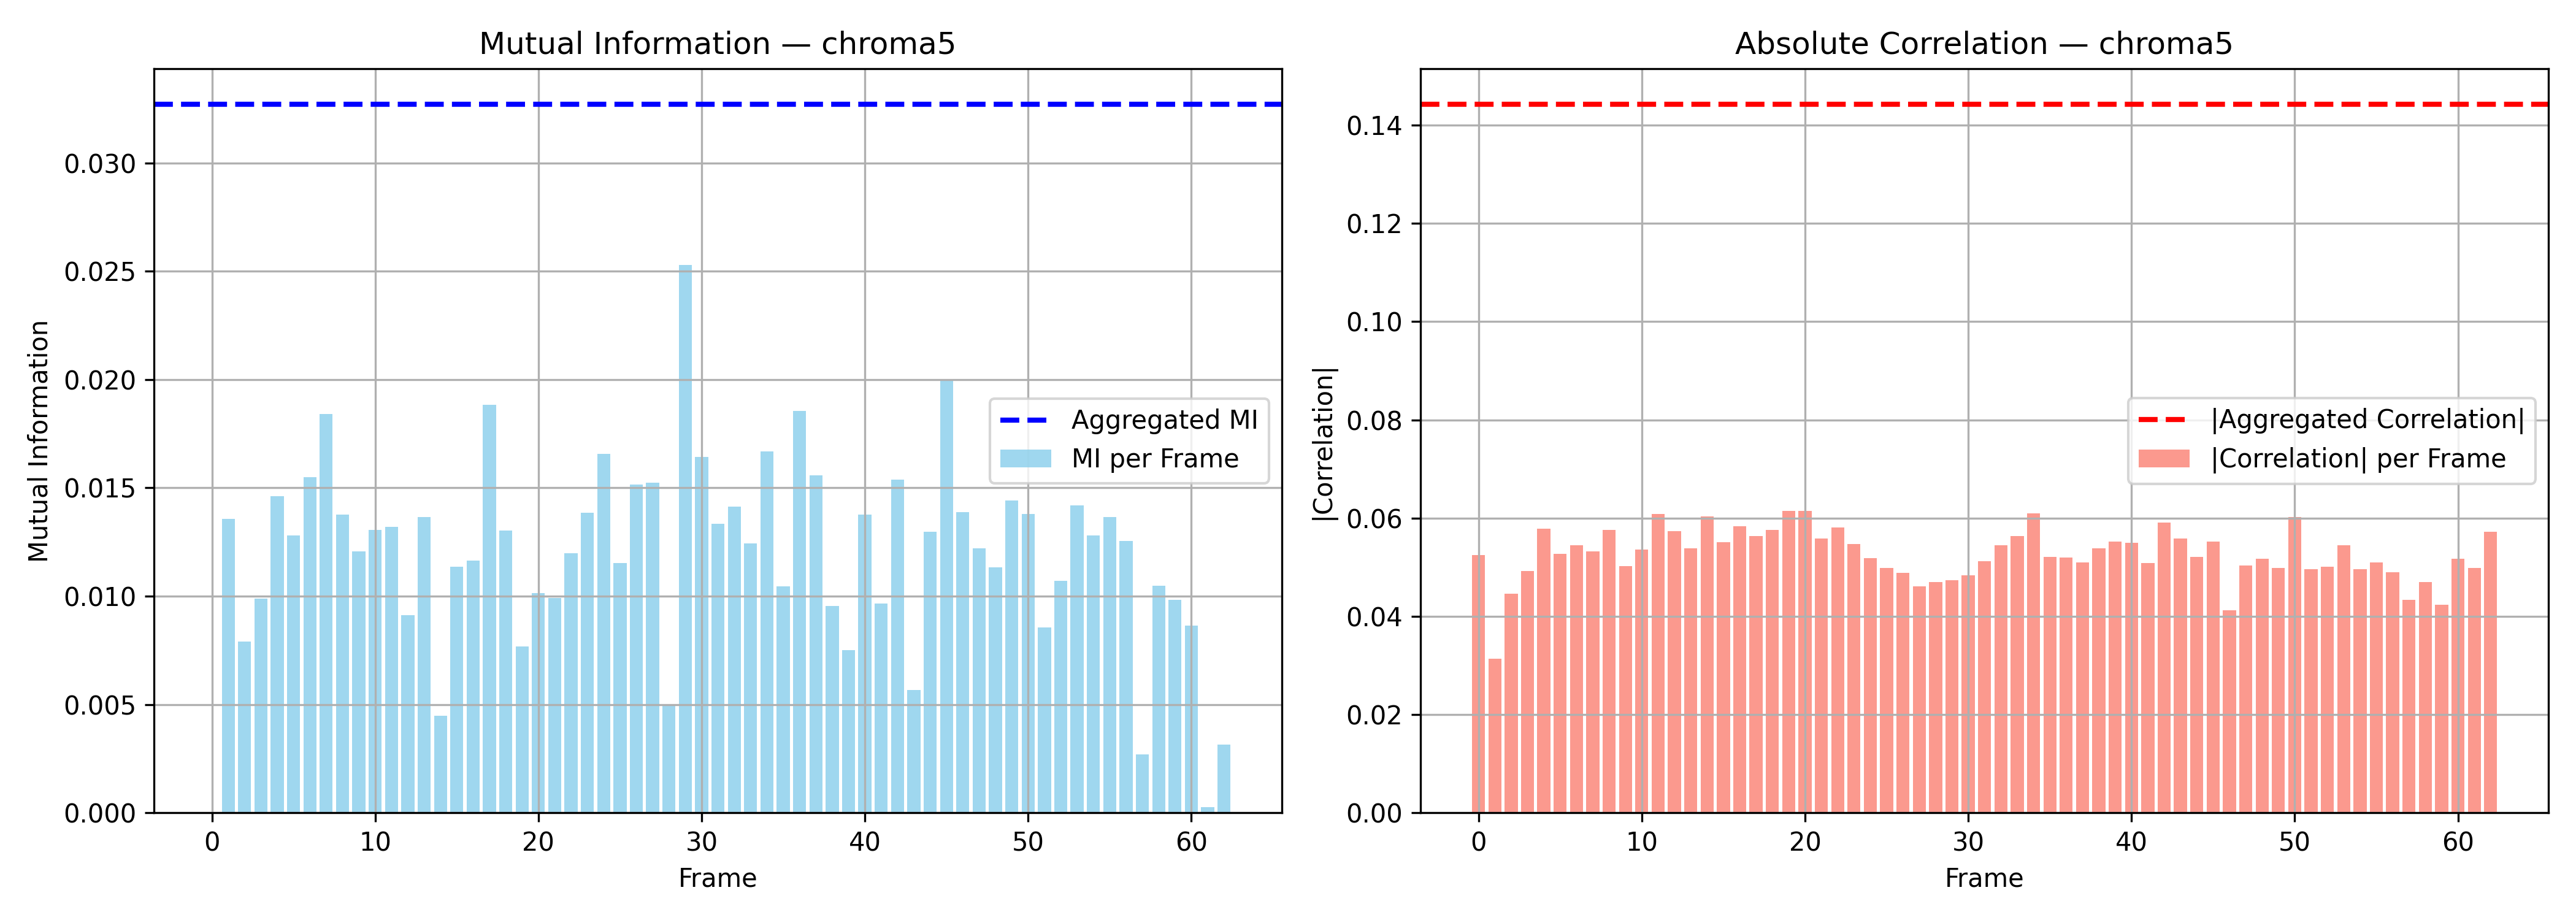 Mutual Information — chroma5
Mutual Information
0.030
0.025
0.020
0.015
0.010
0.005
0.000
Aggregated MI
MI per Frame
0 10 20 30 40 50 60
Frame
Absolute Correlation — chroma5
|Correlation|
0.14
0.12
0.10
0.08
0.06
0.04
0.02
0.00
|Aggregated Correlation|
|Correlation| per Frame
0 10 20 30 40 50 60
Frame